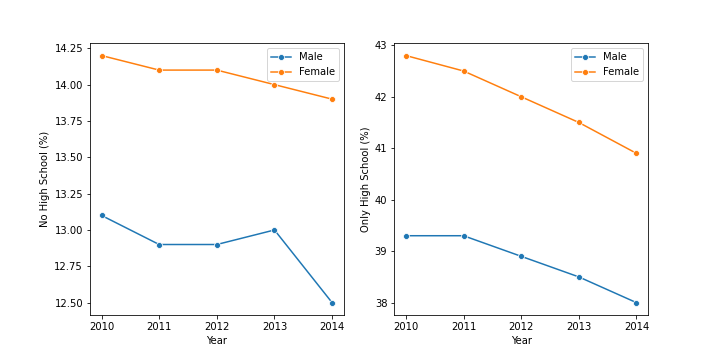 14.25
14.00
13.75
13.50
13.25
13.00
12.75
12.50
No High School (%)
2010 2011 2012 2013 2014
Year
Male
Female
43
42
41
40
39
38
Only High School (%)
2010 2011 2012 2013 2014
Year
Male
Female